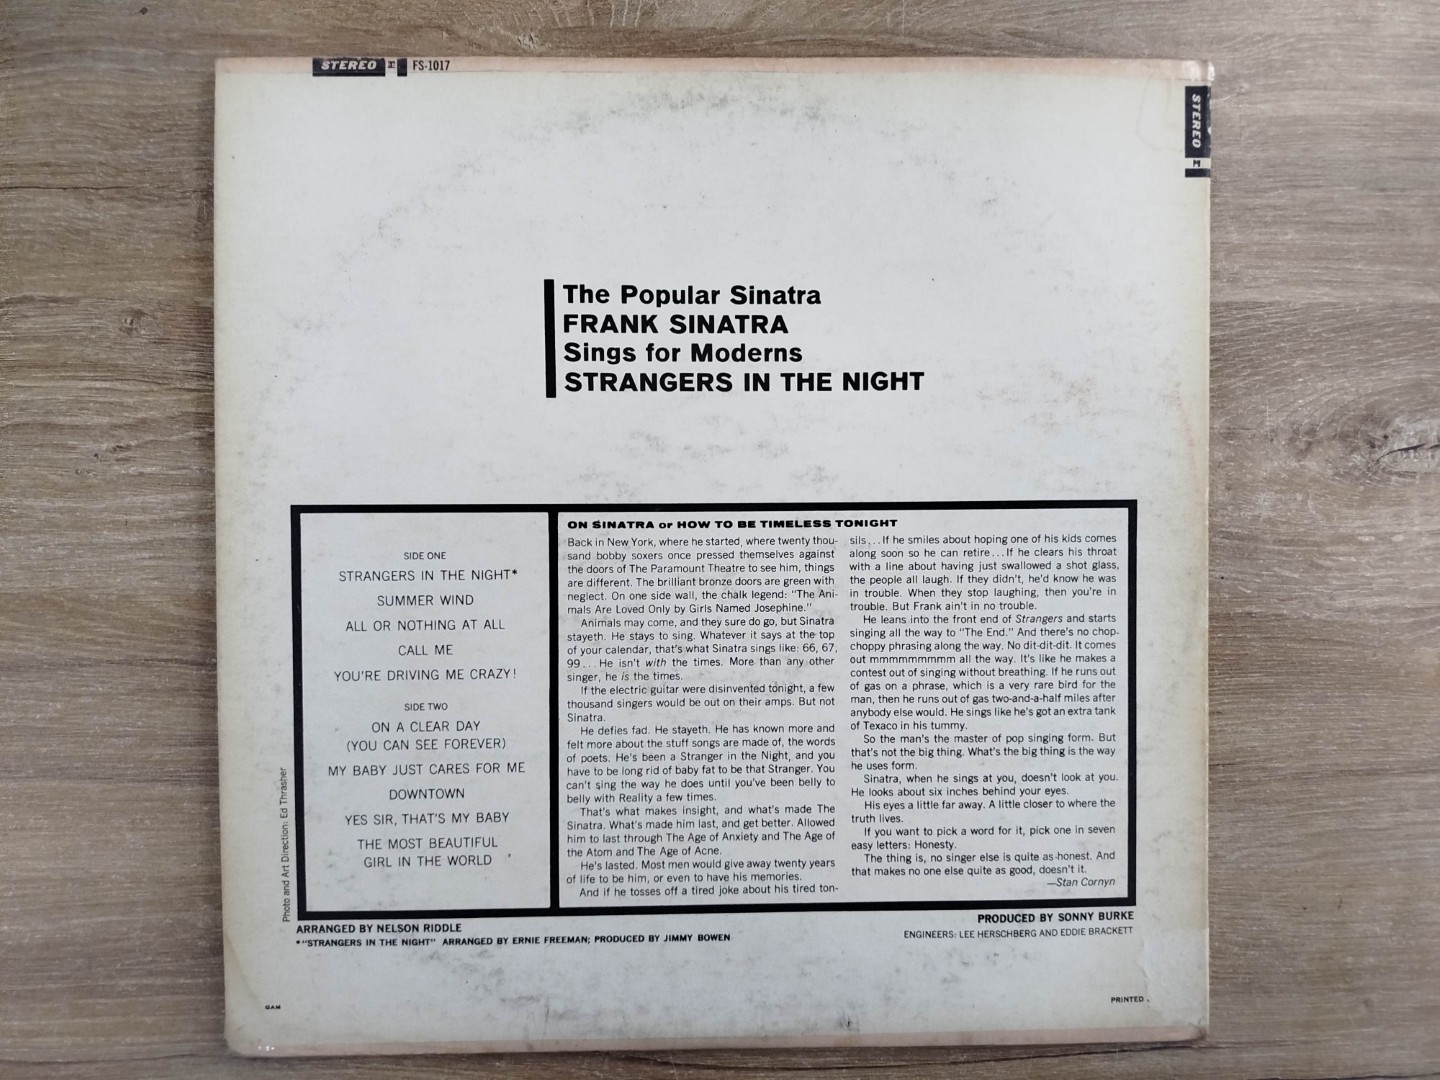 STEREO FS-1017
STEREO
The Popular Sinatra
FRANK SINATRA
Sings for Moderns
STRANGERS IN THE NIGHT
SIDE ONE
STRANGERS IN THE NIGHT*
SUMMER WIND
ALL OR NOTHING AT ALL
CALL ME
YOU'RE DRIVING ME CRAZY!
SIDE TWO
ON A CLEAR DAY
(YOU CAN SEE FOREVER)
MY BABY JUST CARES FOR ME
DOWNTOWN
YES SIR, THAT'S MY BABY
THE MOST BEAUTIFUL
GIRL IN THE WORLD
Photo and Art Direction: Ed Thrasher
ON SINATRA or HOW TO BE TIMELESS TONIGHT
Back in New York, where he started, where twenty thou-
sand bobby soxers once pressed themselves against
the doors of The Paramount Theatre to see him, things
are different. The brilliant bronze doors are green with
neglect. On one side wall, the chalk legend: "The Ani-
mals Are Loved Only by Girls Named Josephine."
Animals may come, and they sure do go, but Sinatra
stayeth. He stays to sing. Whatever it says at the top
of your calendar, that's what Sinatra sings like: 66, 67,
99... He isn't with the times. More than any other
singer, he is the times.
If the electric guitar were disinvented tonight, a few
thousand singers would be out on their amps. But not
Sinatra.
He defies fad. He stayeth. He has known more and
felt more about the stuff songs are made of, the words
of poets. He's been a Stranger in the Night, and you
have to be long rid of baby fat to be that Stranger. You
can't sing the way he does until you've been belly to
belly with Reality a few times.
That's what makes insight, and what's made The
Sinatra. What's made him last, and get better. Allowed
him to last through The Age of Anxiety and The Age of
the Atom and The Age of Acne.
He's lasted. Most men would give away twenty years
of life to be him, or even to have his memories.
And if he tosses off a tired joke about his tired ton-
sils...If he smiles about hoping one of his kids comes
along soon so he can retire...If he clears his throat
with a line about having just swallowed a shot glass,
the people all laugh. If they didn't, he'd know he was
in trouble. When they stop laughing, then you're in
trouble. But Frank ain't in no trouble.
He leans into the front end of Strangers and starts
singing all the way to "The End." And there's no chop-
choppy phrasing along the way. No dit-dit-dit. It comes
out mmmmmmmmm all the way. It's like he makes a
contest out of singing without breathing. If he runs out
of gas on a phrase, which is a very rare bird for the
man, then he runs out of gas two-and-a-half miles after
anybody else would. He sings like he's got an extra tank
of Texaco in his tummy.
So the man's the master of pop singing form. But
that's not the big thing. What's the big thing is the way
he uses form.
Sinatra, when he sings at you, doesn't look at you.
He looks about six inches behind your eyes.
His eyes a little far away. A little closer to where the
truth lives.
If you want to pick a word for it, pick one in seven
easy letters: Honesty.
The thing is, no singer else is quite as honest. And
that makes no one else quite as good, doesn't it.
—Stan Cornyn
ARRANGED BY NELSON RIDDLE
*"STRANGERS IN THE NIGHT" ARRANGED BY ERNIE FREEMAN; PRODUCED BY JIMMY BOWEN
PRODUCED BY SONNY BURKE
ENGINEERS: LEE HERSCHBERG AND EDDIE BRACKETT
GAM
PRINTED